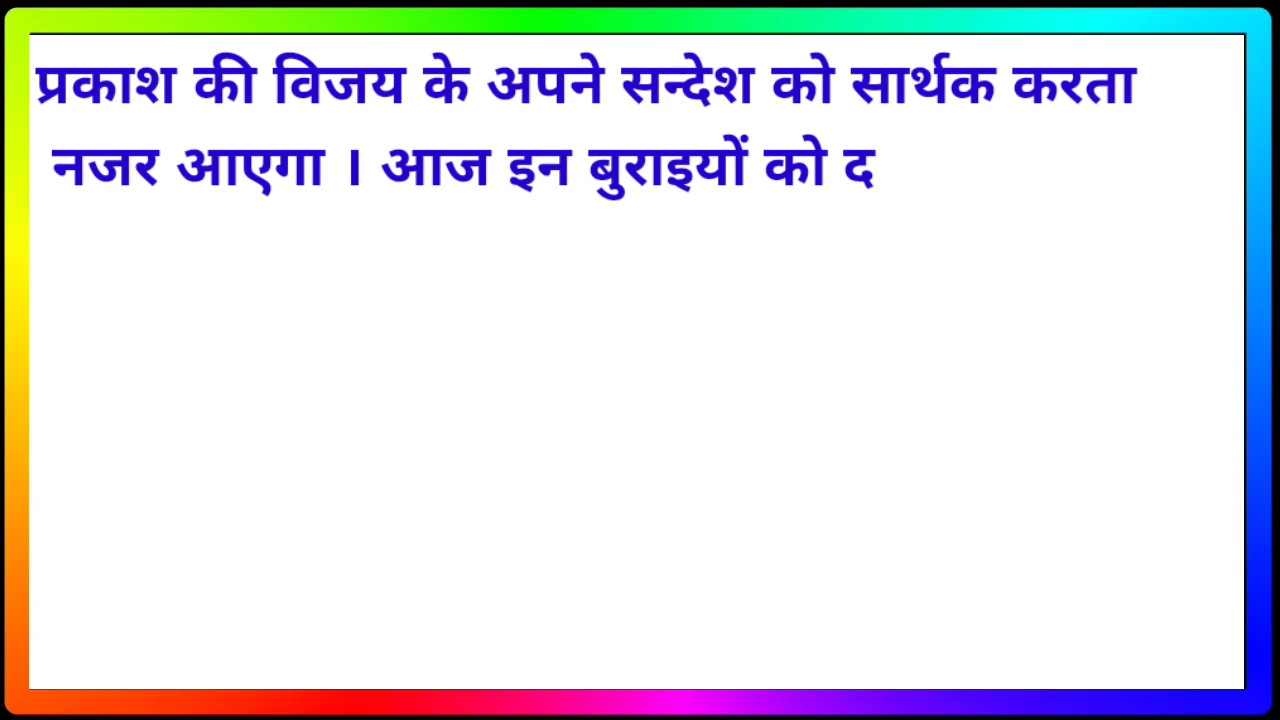 प्रकाश की विजय के अपने सन्देश को सार्थक करता
नजर आएगा । आज इन बुराइयों को द